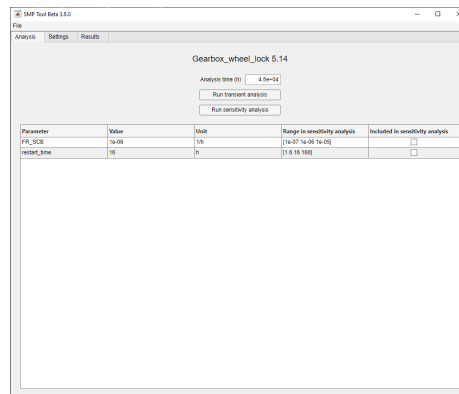 SMP Tool Beta 3.8.0
File
Analysis Settings Results
Gearbox_wheel_lock 5.14
Analysis time (h) 4.5e+04
Run transient analysis
Run sensitivity analysis
Parameter Value Unit Range in sensitivity analysis Included in sensitivity analysis
FR_SCB 1e-06 1/h [1e-07 1e-06 1e-05]
restart_time 16 h [1.6 16 160]